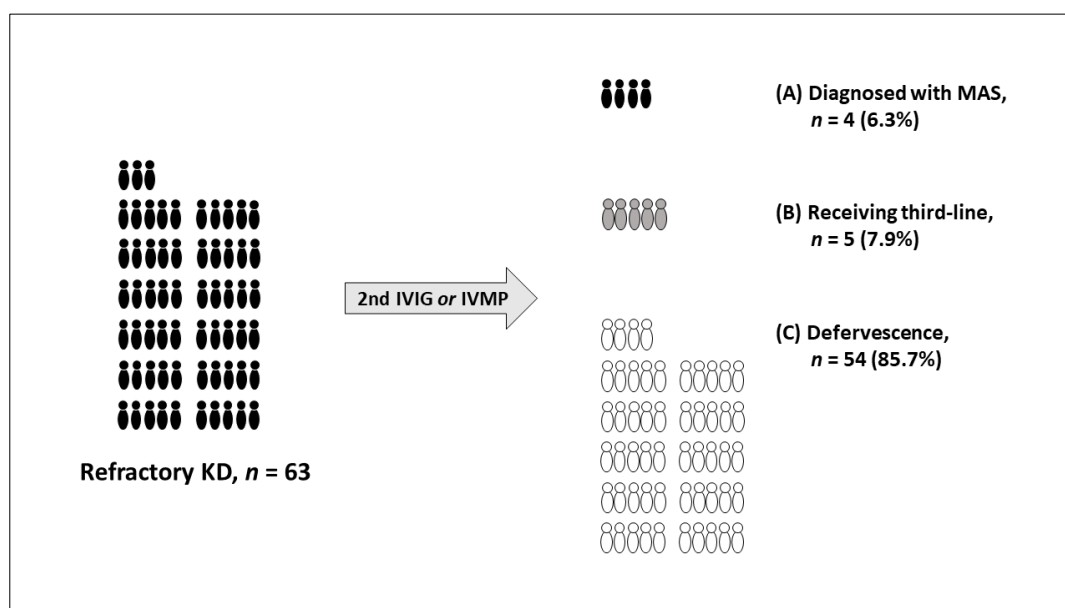 (A) Diagnosed with MAS,
n = 4 (6.3%)
(B) Receiving third-line,
n = 5 (7.9%)
2nd IVIG or IVMP
(C) Defervescence,
n = 54 (85.7%)
Refractory KD, n = 63